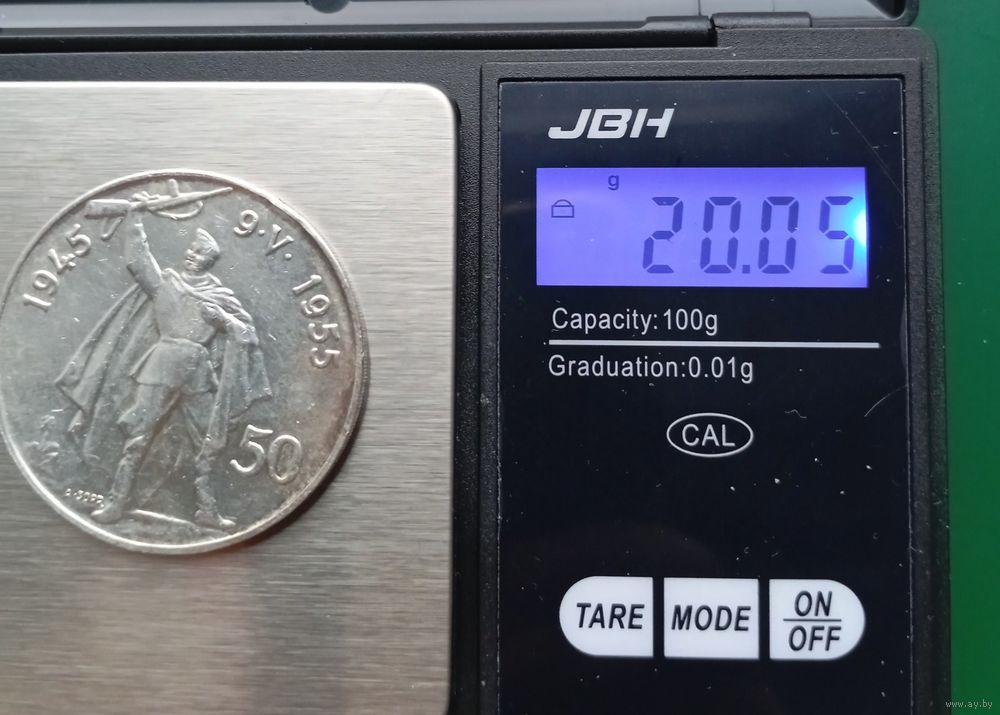 1945 9·V· 1955
50
JBH
g
20.05
Capacity:100g
Graduation:0.01g
CAL
TARE MODE ON
OFF
www.ay.by